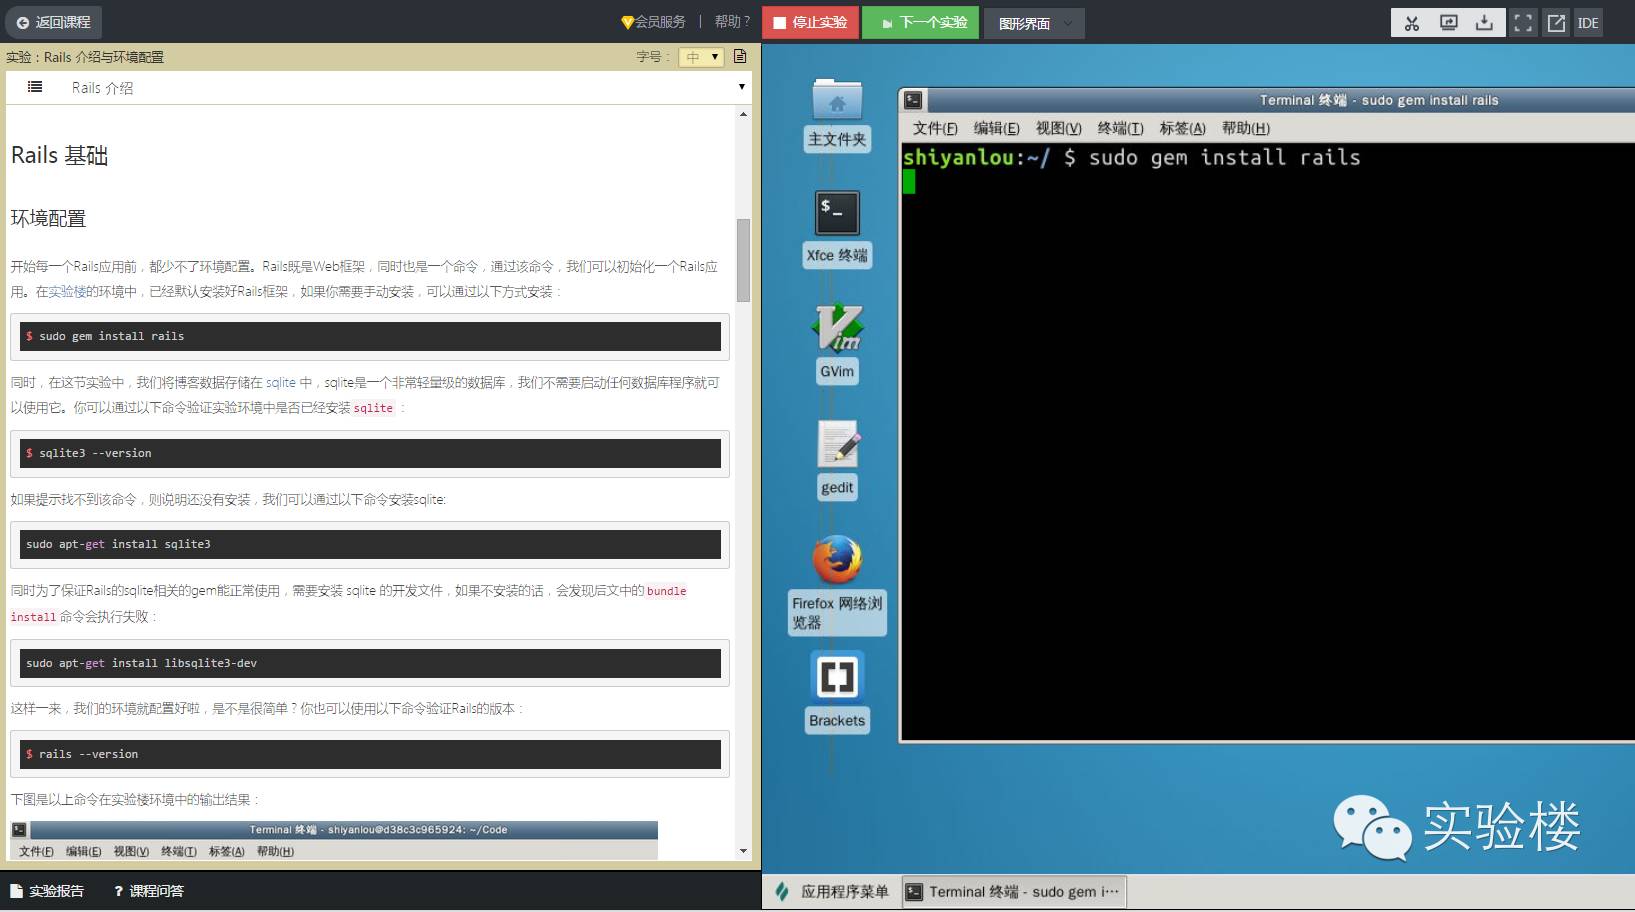 返回课程
会员服务 | 帮助 ?
停止实验
下一个实验
图形界面
IDE
实验：Rails 介绍与环境配置
字号： 中
Rails 介绍
Rails 基础
环境配置
开始每一个Rails应用前，都少不了环境配置。Rails既是Web框架，同时也是一个命令，通过该命令，我们可以初始化一个Rails应
用。在实验楼的环境中，已经默认安装好Rails框架，如果你需要手动安装，可以通过以下方式安装：
$ sudo gem install rails
同时，在这节实验中，我们将博客数据存储在 sqlite 中，sqlite是一个非常轻量级的数据库，我们不需要启动任何数据库程序就可
以使用它。你可以通过以下命令验证实验环境中是否已经安装 sqlite ：
$ sqlite3 --version
如果提示找不到该命令，则说明还没有安装，我们可以通过以下命令安装sqlite:
sudo apt-get install sqlite3
同时为了保证Rails的sqlite相关的gem能正常使用，需要安装 sqlite 的开发文件，如果不安装的话，会发现后文中的 bundle
install 命令会执行失败：
sudo apt-get install libsqlite3-dev
这样一来，我们的环境就配置好啦，是不是很简单？你也可以使用以下命令验证Rails的版本：
$ rails --version
下图是以上命令在实验楼环境中的输出结果：
Terminal 终端 - shiyanlou@d38c3c965924: ~/Code
文件(F) 编辑(E) 视图(V) 终端(T) 标签(A) 帮助(H)
实验报告
? 课程问答
主文件夹
$_
Xfce 终端
Vim
GVim
gedit
Firefox 网络浏
览器
Brackets
Terminal 终端 - sudo gem install rails
文件(F) 编辑(E) 视图(V) 终端(T) 标签(A) 帮助(H)
shiyanlou:~/ $ sudo gem install rails
实验楼
应用程序菜单
Terminal 终端 - sudo gem i···